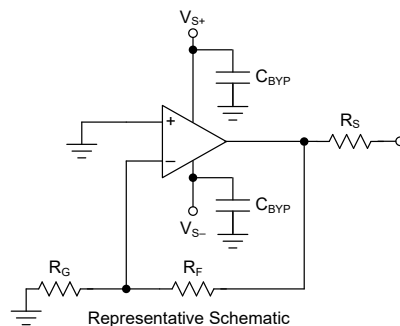 VS+
CBYP
RS
+
−
CBYP
VS−
RG
RF
Representative Schematic